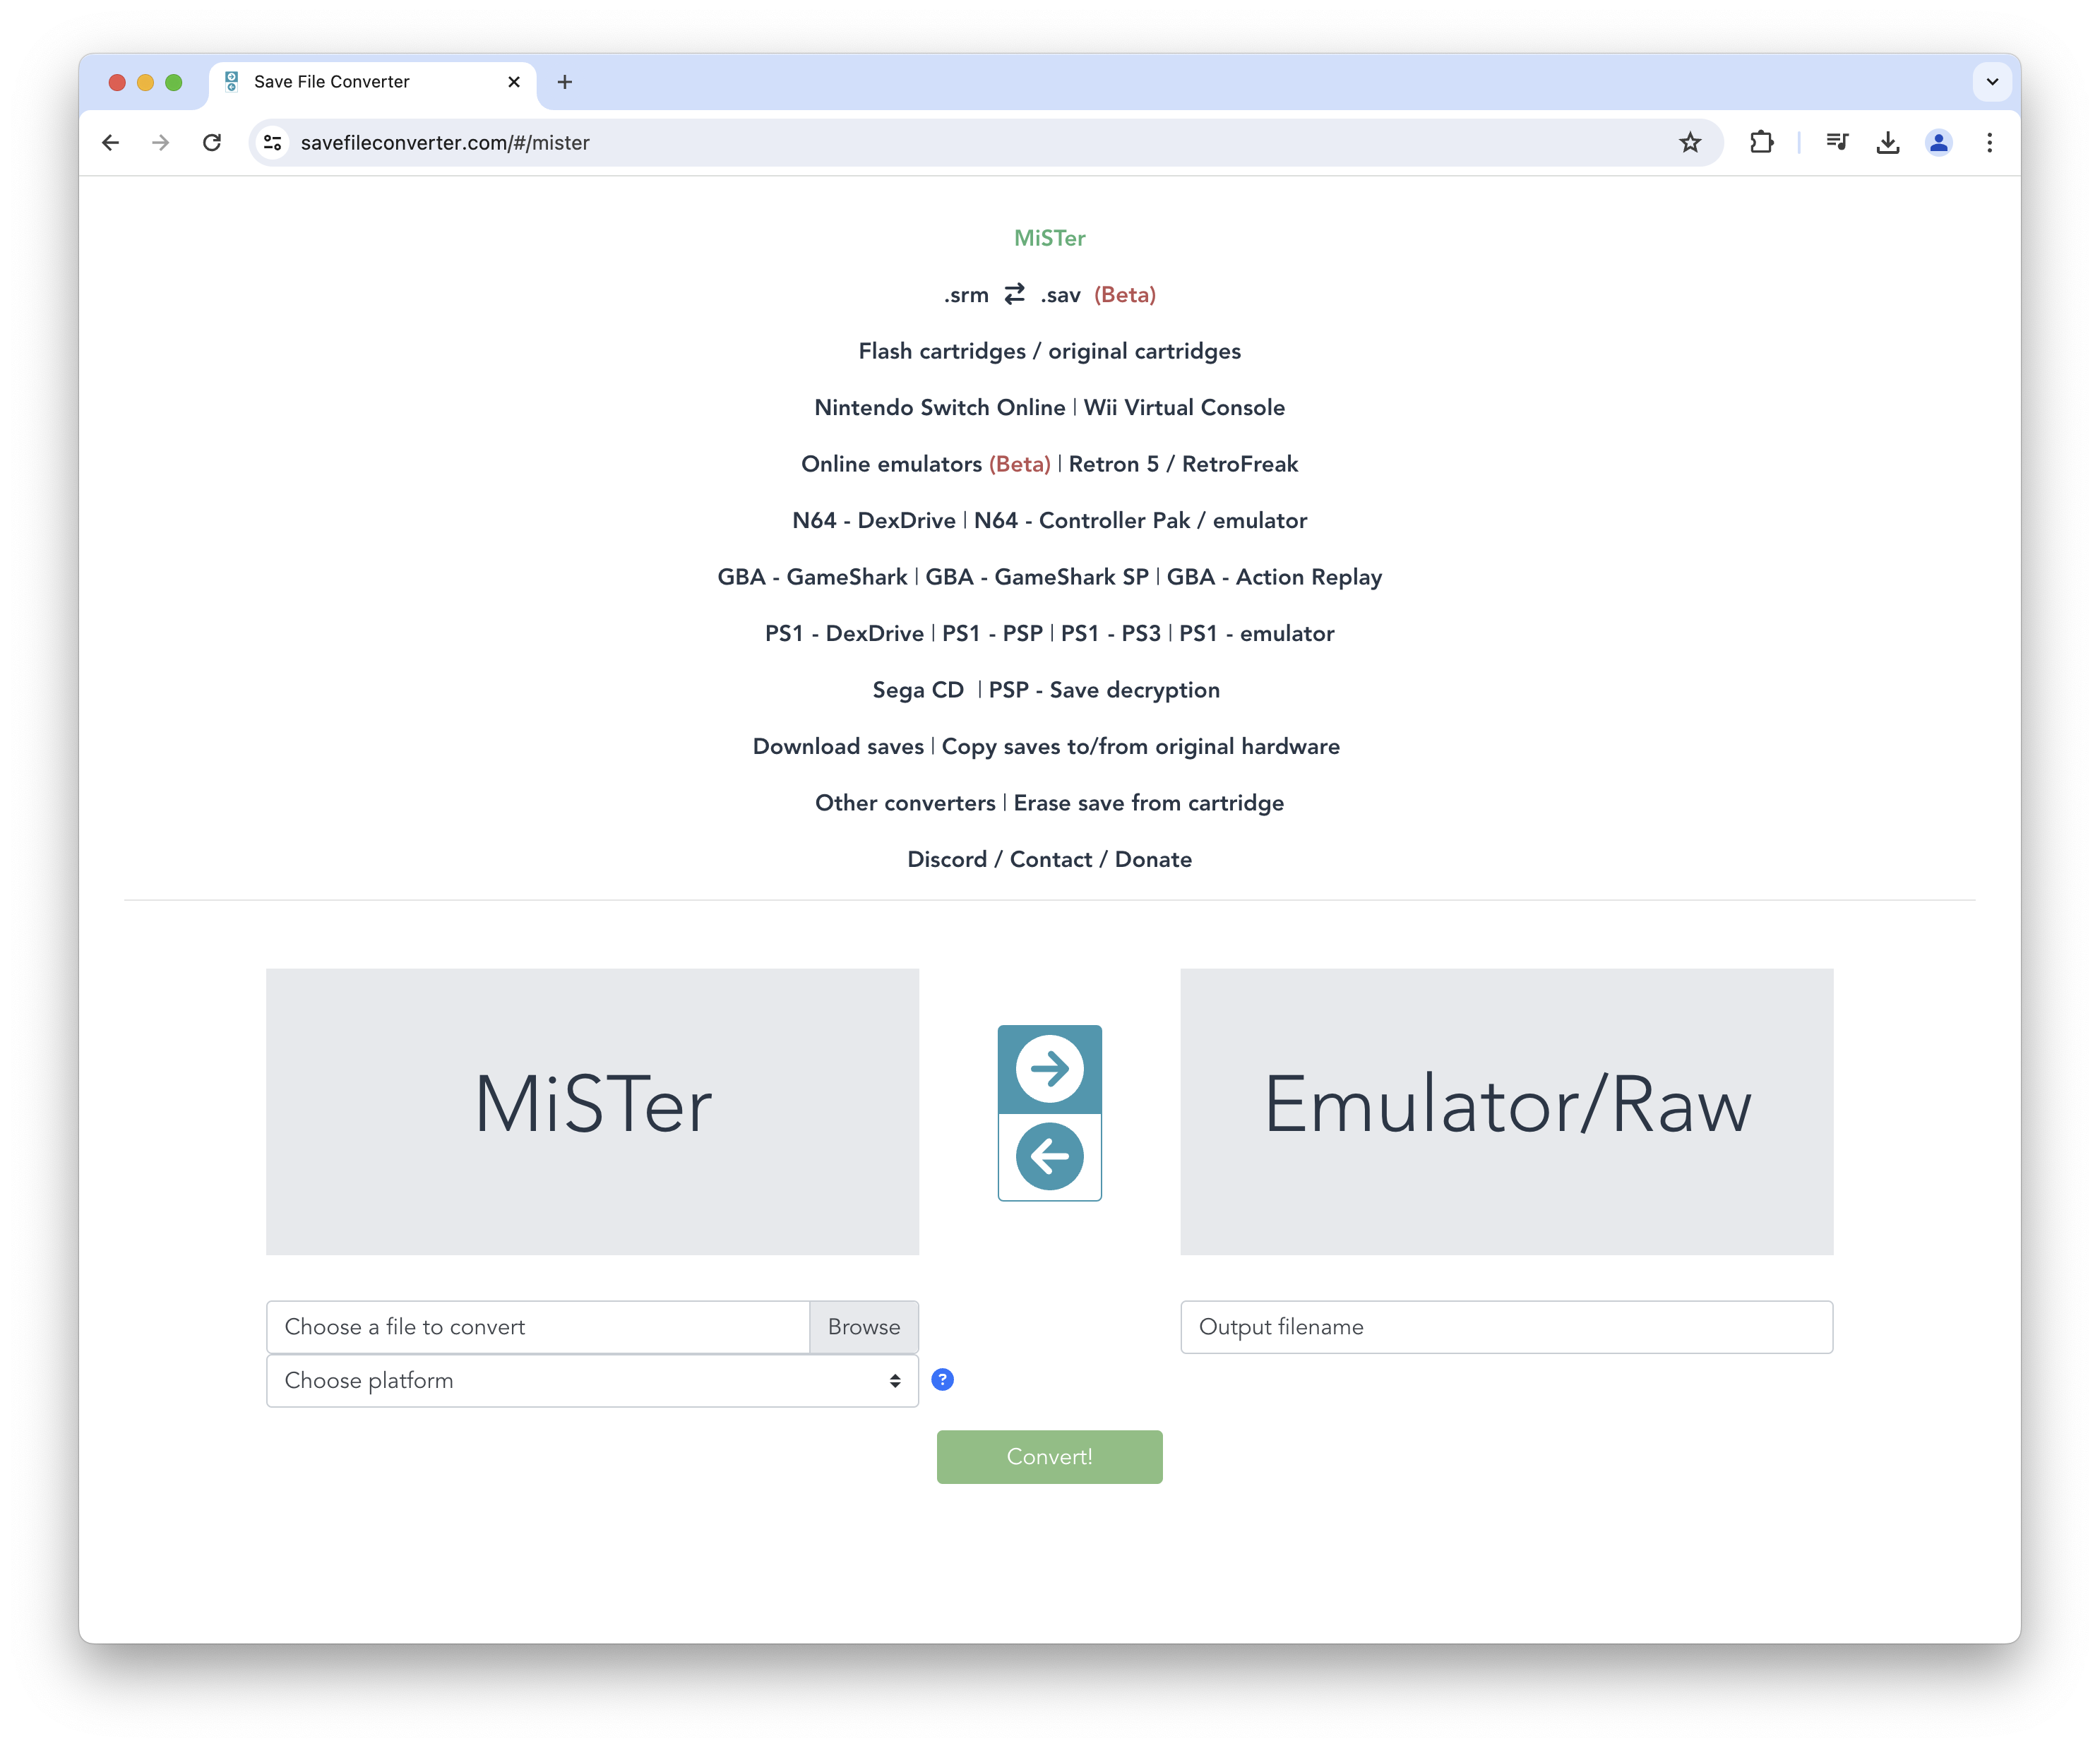 Save File Converter
savefileconverter.com/#/mister
MiSTer
.srm .sav (Beta)
Flash cartridges / original cartridges
Nintendo Switch Online | Wii Virtual Console
Online emulators (Beta) | Retron 5 / RetroFreak
N64 - DexDrive | N64 - Controller Pak / emulator
GBA - GameShark | GBA - GameShark SP | GBA - Action Replay
PS1 - DexDrive | PS1 - PSP | PS1 - PS3 | PS1 - emulator
Sega CD | PSP - Save decryption
Download saves | Copy saves to/from original hardware
Other converters | Erase save from cartridge
Discord / Contact / Donate
MiSTer
Emulator/Raw
Choose a file to convert Browse
Output filename
Choose platform ?
Convert!